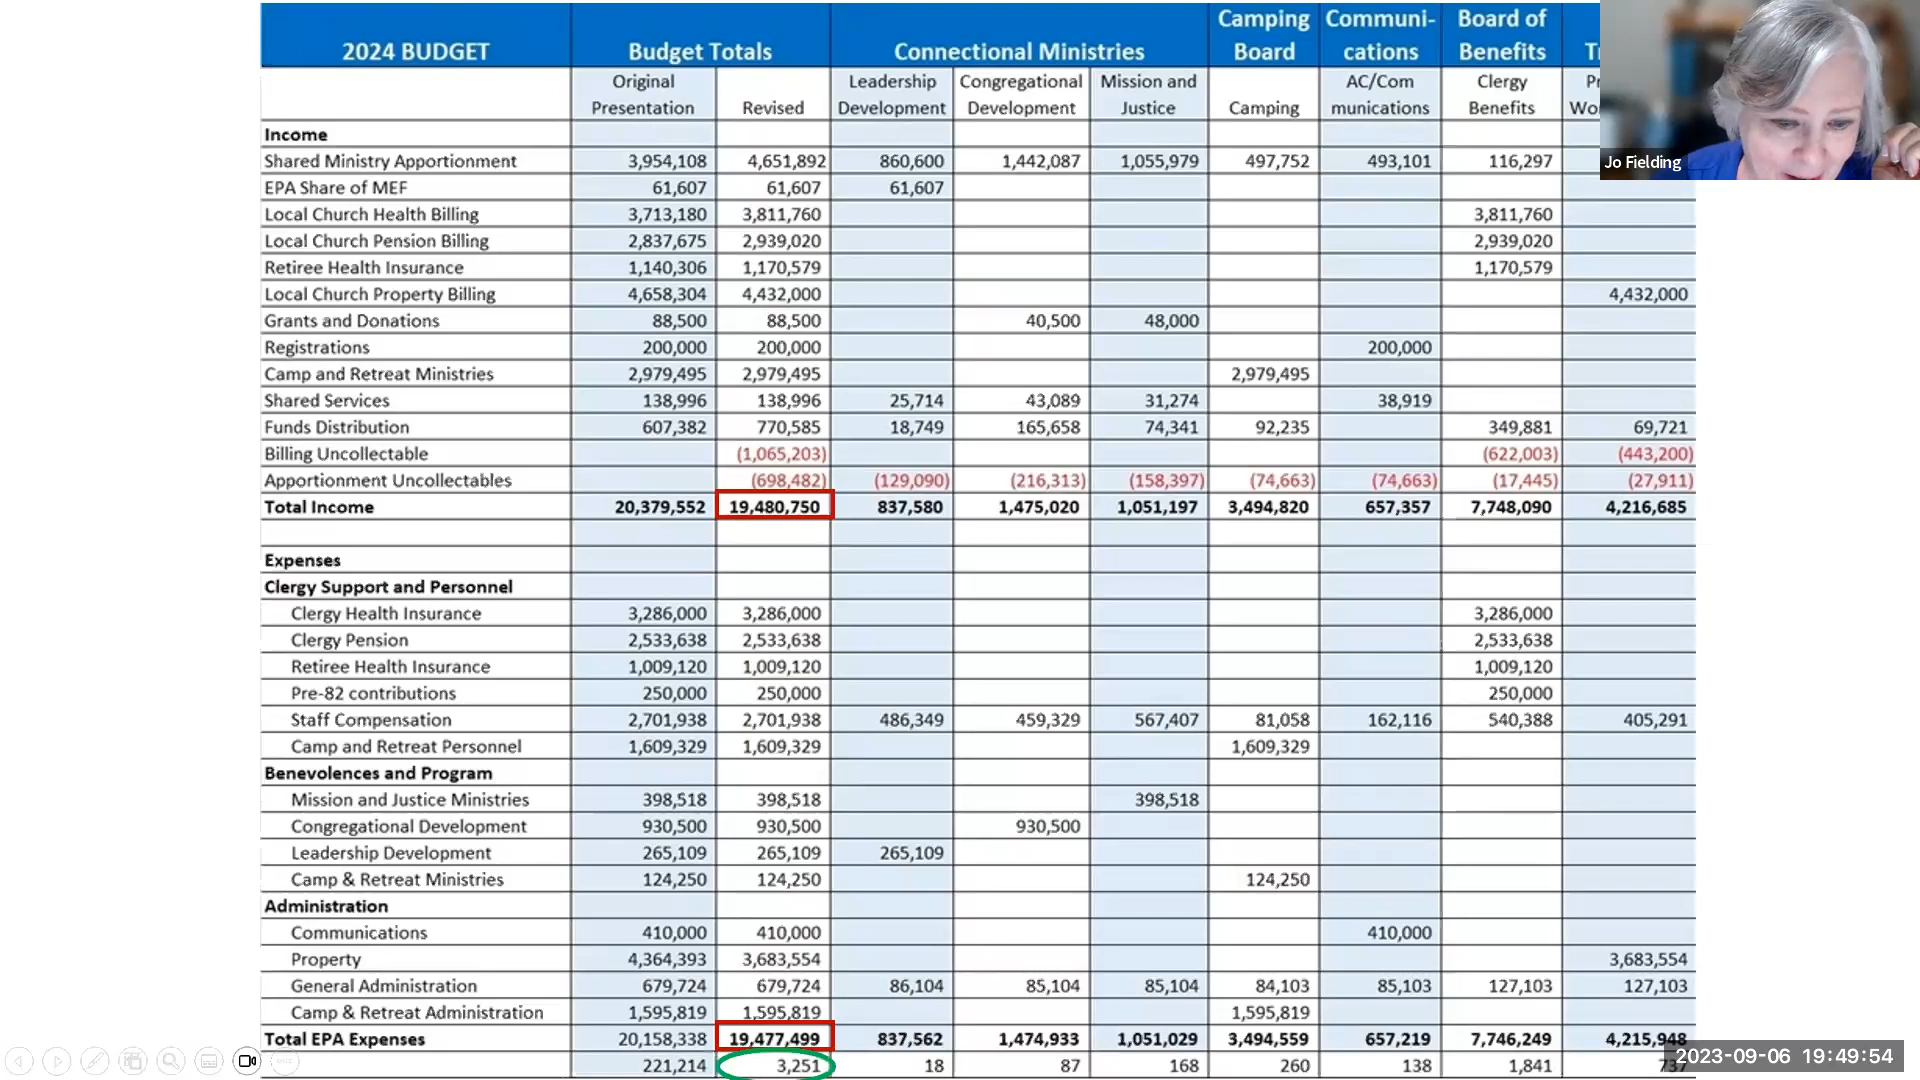 2024 BUDGET Budget Totals Connectional Ministries Camping Board Communi-cations Board of Benefits
Original Presentation Revised Leadership Development Congregational Development Mission and Justice Camping AC/Com munications Clergy Benefits
Jo Fielding
Income
Shared Ministry Apportionment 3,954,108 4,651,892 860,600 1,442,087 1,055,979 497,752 493,101 116,297
EPA Share of MEF 61,607 61,607 61,607
Local Church Health Billing 3,713,180 3,811,760 3,811,760
Local Church Pension Billing 2,837,675 2,939,020 2,939,020
Retiree Health Insurance 1,140,306 1,170,579 1,170,579
Local Church Property Billing 4,658,304 4,432,000 4,432,000
Grants and Donations 88,500 88,500 40,500 48,000
Registrations 200,000 200,000 200,000
Camp and Retreat Ministries 2,979,495 2,979,495 2,979,495
Shared Services 138,996 138,996 25,714 43,089 31,274 38,919
Funds Distribution 607,382 770,585 18,749 165,658 74,341 92,235 349,881 69,721
Billing Uncollectable (1,065,203) (622,003) (443,200)
Apportionment Uncollectables (698,482) (129,090) (216,313) (158,397) (74,663) (74,663) (17,445) (27,911)
Total Income 20,379,552 19,480,750 837,580 1,475,020 1,051,197 3,494,820 657,357 7,748,090 4,216,685
Expenses
Clergy Support and Personnel
Clergy Health Insurance 3,286,000 3,286,000 3,286,000
Clergy Pension 2,533,638 2,533,638 2,533,638
Retiree Health Insurance 1,009,120 1,009,120 1,009,120
Pre-82 contributions 250,000 250,000 250,000
Staff Compensation 2,701,938 2,701,938 486,349 459,329 567,407 81,058 162,116 540,388 405,291
Camp and Retreat Personnel 1,609,329 1,609,329 1,609,329
Benevolences and Program
Mission and Justice Ministries 398,518 398,518 398,518
Congregational Development 930,500 930,500 930,500
Leadership Development 265,109 265,109 265,109
Camp & Retreat Ministries 124,250 124,250 124,250
Administration
Communications 410,000 410,000 410,000
Property 4,364,393 3,683,554 3,683,554
General Administration 679,724 679,724 86,104 85,104 85,104 84,103 85,103 127,103 127,103
Camp & Retreat Administration 1,595,819 1,595,819 1,595,819
Total EPA Expenses 20,158,338 19,477,499 837,562 1,474,933 1,051,029 3,494,559 657,219 7,746,249 4,215,948
221,214 3,251 18 87 168 260 138 1,841 737
2023-09-06 19:49:54